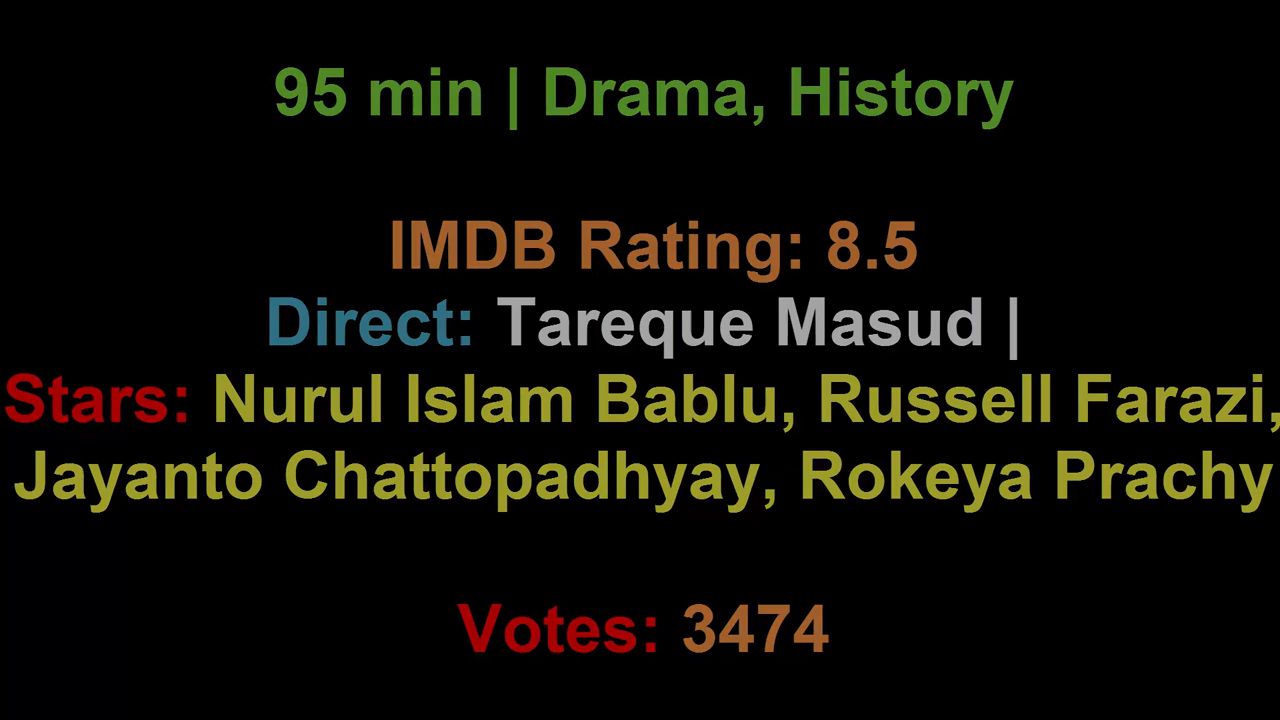 95 min | Drama, History
IMDB Rating: 8.5
Direct: Tareque Masud |
Stars: Nurul Islam Bablu, Russell Farazi,
Jayanto Chattopadhyay, Rokeya Prachy
Votes: 3474